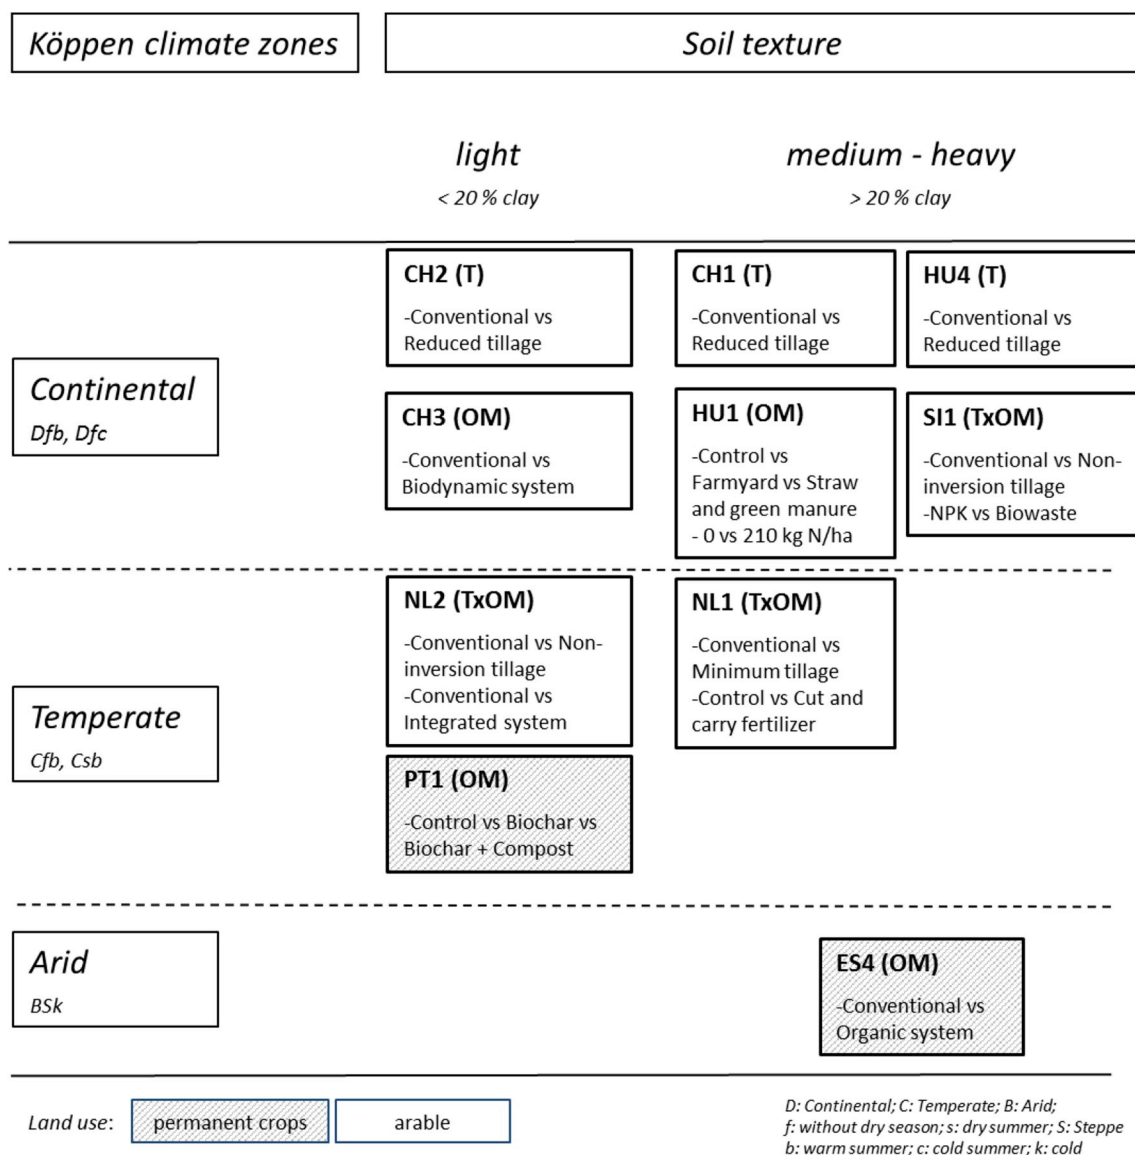 Köppen climate zones
Soil texture
light
< 20 % clay
medium - heavy
> 20 % clay
Continental
Dfb, Dfc
CH2 (T)
-Conventional vs
Reduced tillage
CH1 (T)
-Conventional vs
Reduced tillage
HU4 (T)
-Conventional vs
Reduced tillage
CH3 (OM)
-Conventional vs
Biodynamic system
HU1 (OM)
-Control vs
Farmyard vs Straw
and green manure
- 0 vs 210 kg N/ha
SI1 (TxOM)
-Conventional vs Non-
inversion tillage
-NPK vs Biowaste
Temperate
Cfb, Csb
NL2 (TxOM)
-Conventional vs Non-
inversion tillage
-Conventional vs
Integrated system
NL1 (TxOM)
-Conventional vs
Minimum tillage
-Control vs Cut and
carry fertilizer
PT1 (OM)
-Control vs Biochar vs
Biochar + Compost
Arid
BSk
ES4 (OM)
-Conventional vs
Organic system
Land use:
permanent crops
arable
D: Continental; C: Temperate; B: Arid;
f: without dry season; s: dry summer; S: Steppe
b: warm summer; c: cold summer; k: cold